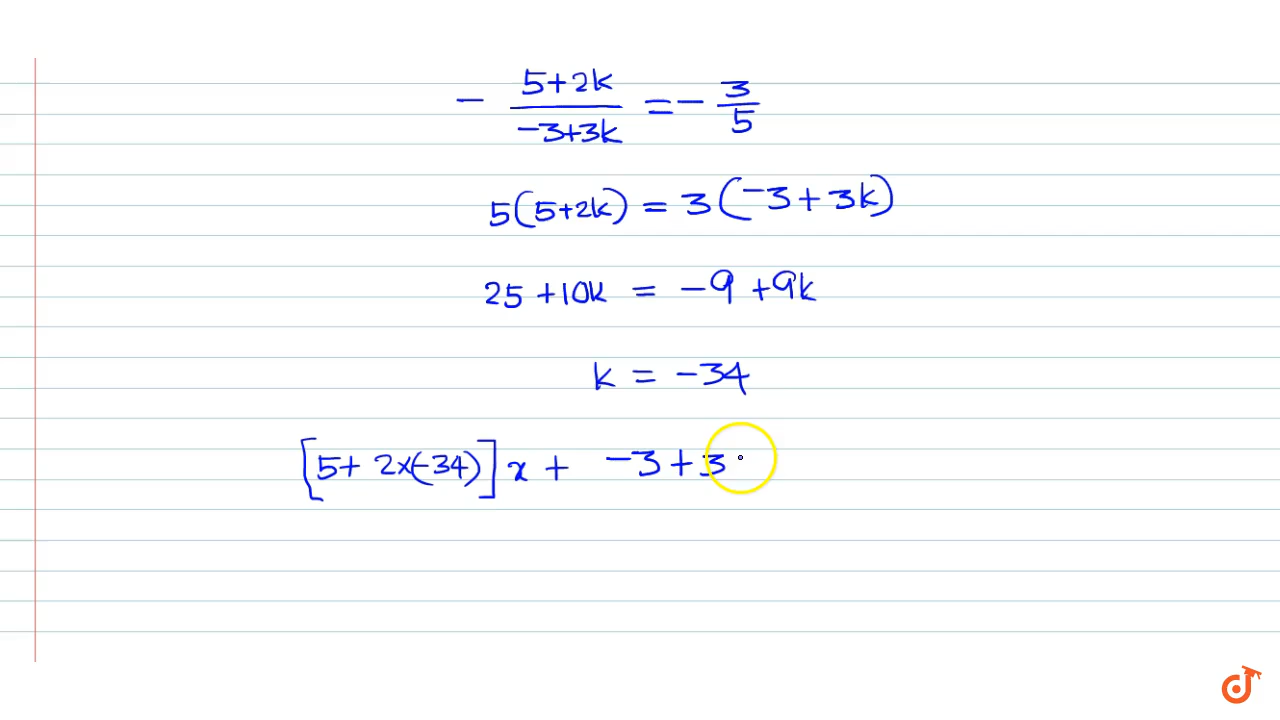 - 5+2k / -3+3k = - 3/5
5(5+2k) = 3(-3+3k)
25 +10k = -9 +9k
k = -34
[5+ 2x(-34)] x + -3+3